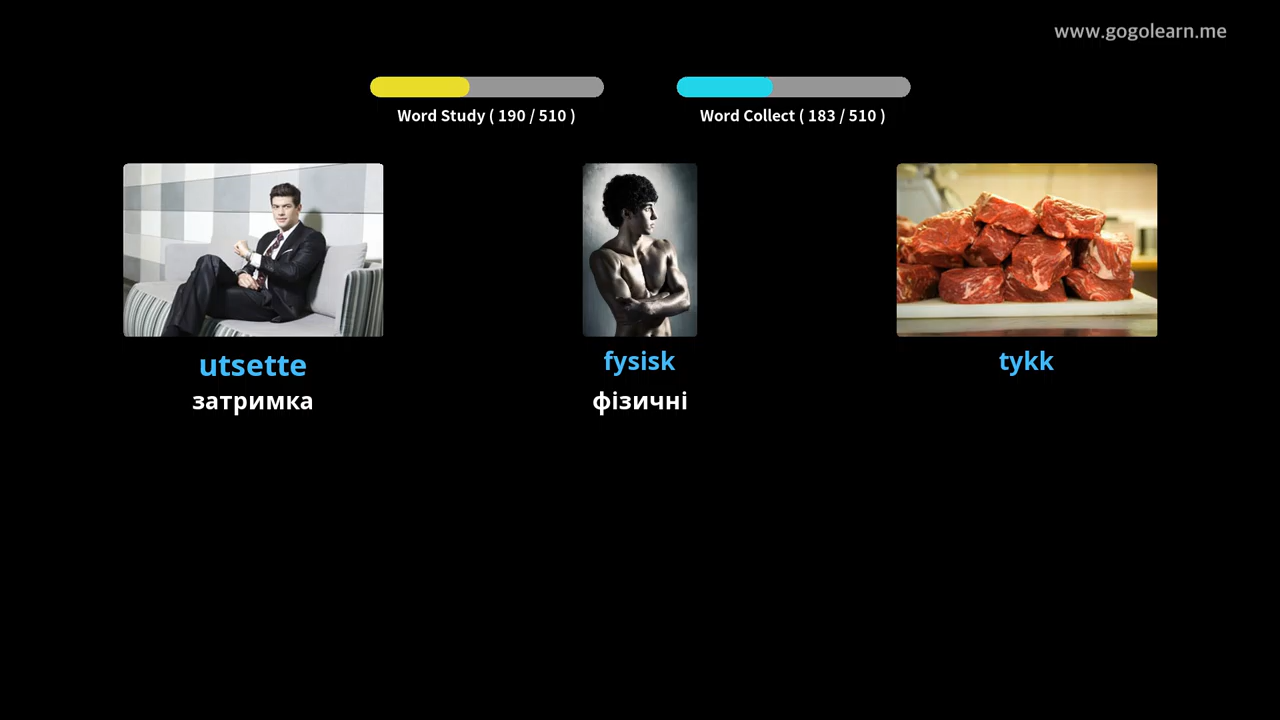 www.gogolearn.me
Word Study ( 190 / 510 )
Word Collect ( 183 / 510 )
utsette
затримка
fysisk
фізичні
tykk